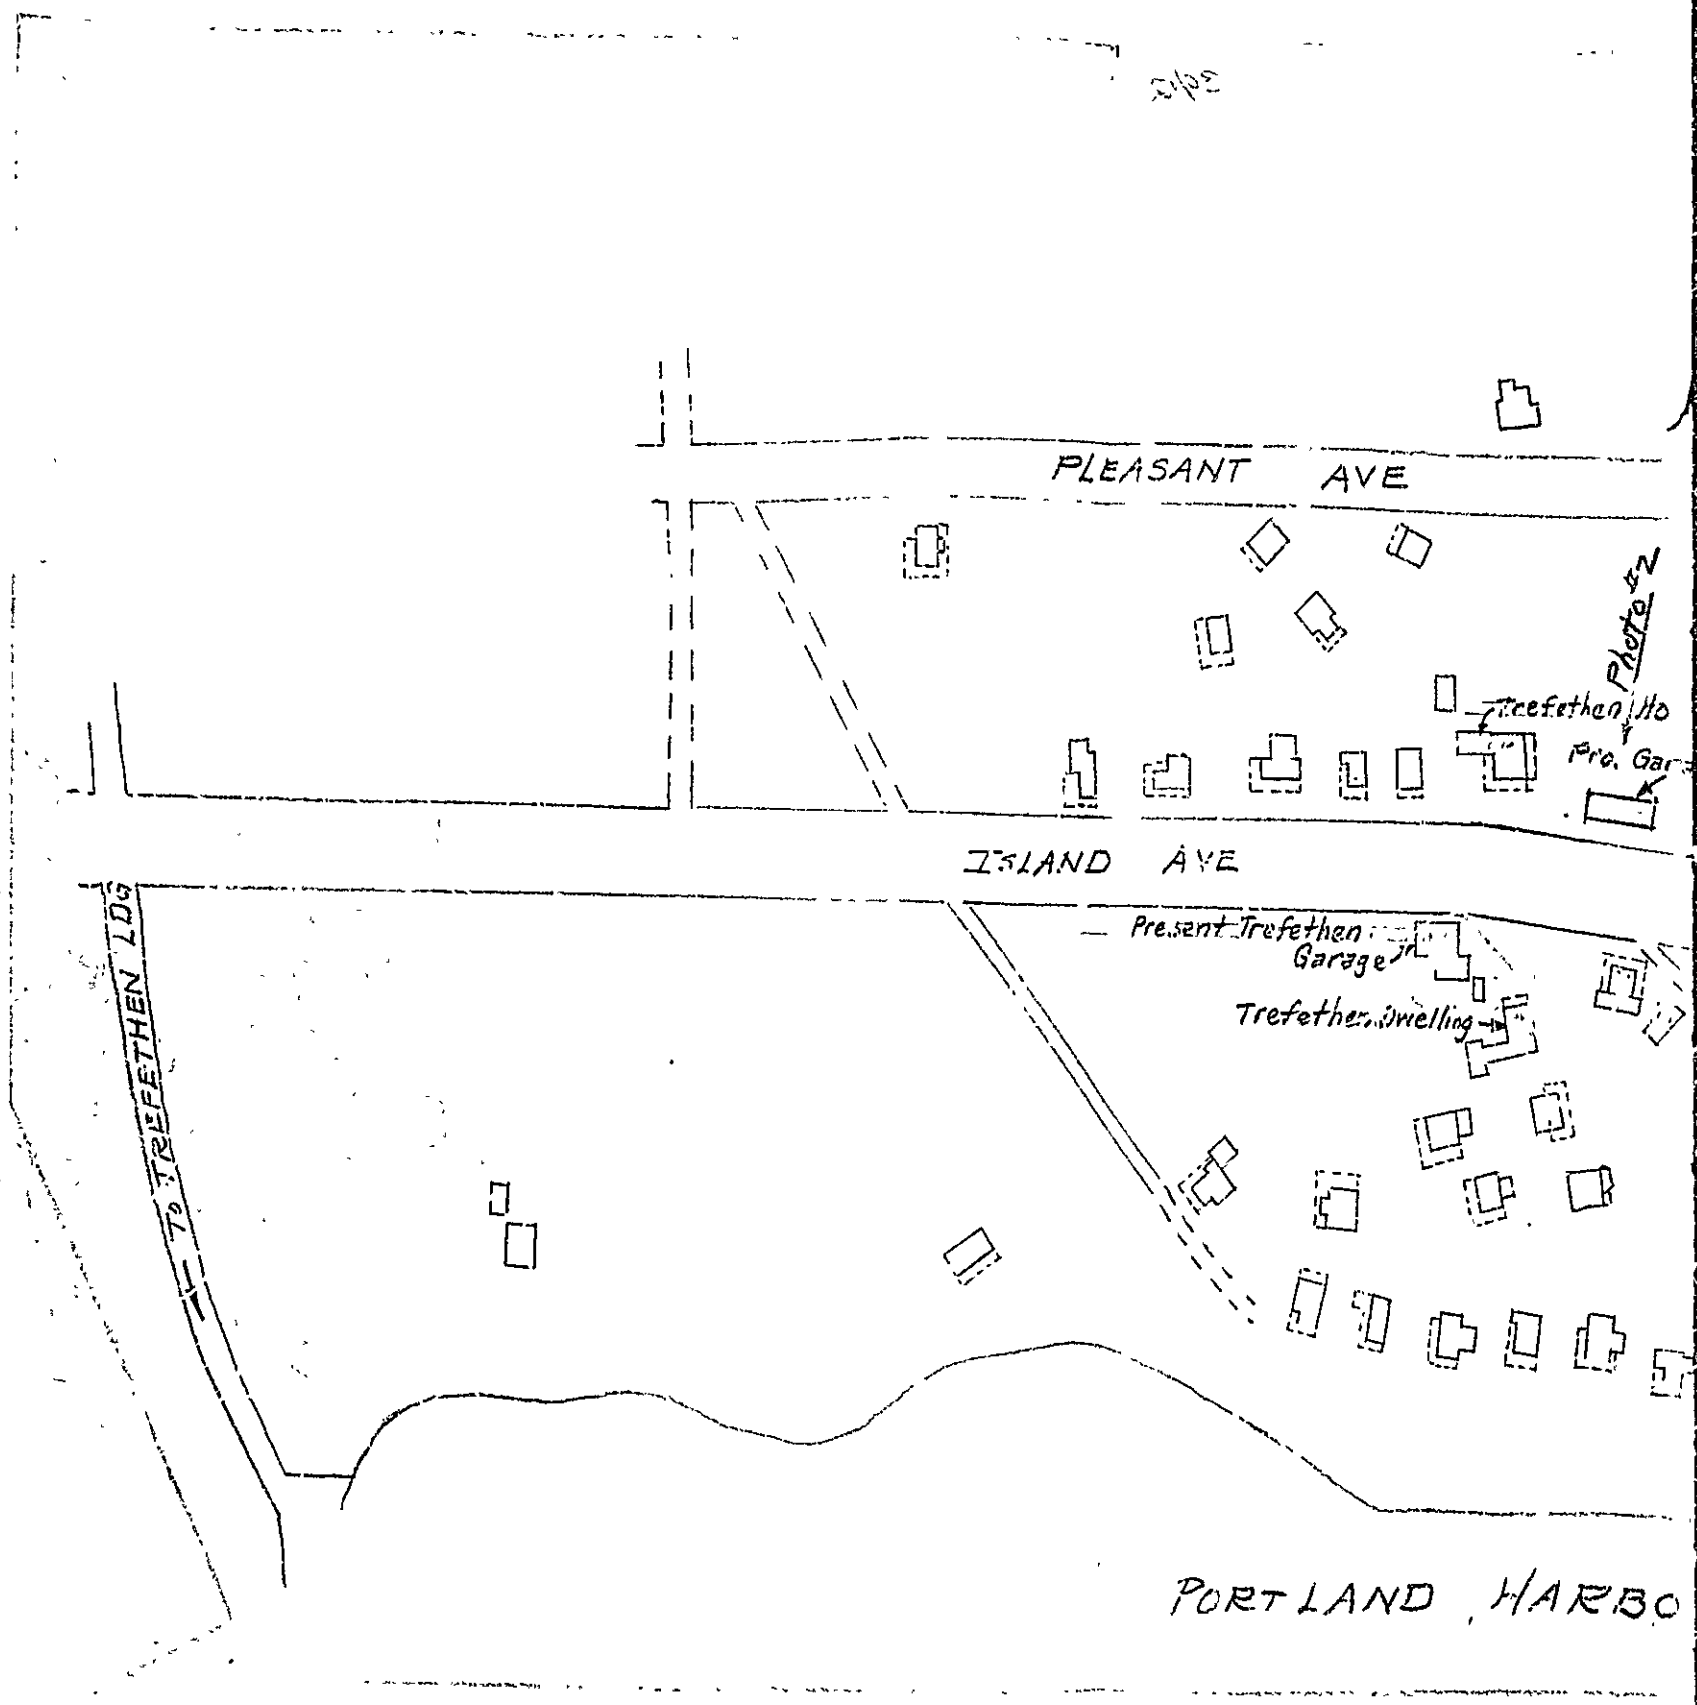 PLEASANT AVE
Photo #2
Trefethen Ho
Pro. Gara
ISLAND AVE
Present Trefethen
Garage
Trefethen Dwelling
To TREFETHEN LDG
PORTLAND HARBO